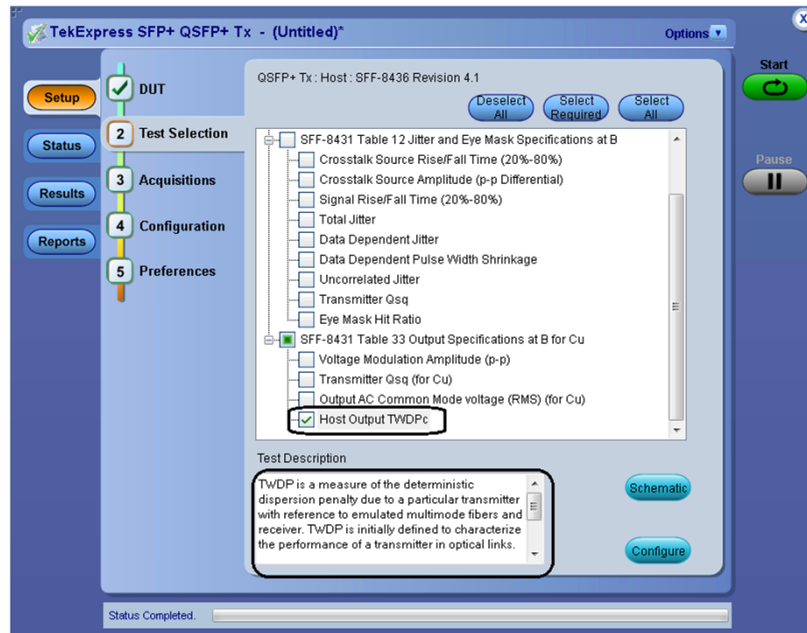 TekExpress SFP+ QSFP+ Tx - (Untitled)*
Options
x
Start
Pause
Setup
Status
Results
Reports
DUT
2 Test Selection
3 Acquisitions
4 Configuration
5 Preferences
QSFP+ Tx : Host : SFF-8436 Revision 4.1
Deselect All
Select Required
Select All
SFF-8431 Table 12 Jitter and Eye Mask Specifications at B
Crosstalk Source Rise/Fall Time (20%-80%)
Crosstalk Source Amplitude (p-p Differential)
Signal Rise/Fall Time (20%-80%)
Total Jitter
Data Dependent Jitter
Data Dependent Pulse Width Shrinkage
Uncorrelated Jitter
Transmitter Qsq
Eye Mask Hit Ratio
SFF-8431 Table 33 Output Specifications at B for Cu
Voltage Modulation Amplitude (p-p)
Transmitter Qsq (for Cu)
Output AC Common Mode voltage (RMS) (for Cu)
Host Output TWDPc
Test Description
TWDP is a measure of the deterministic
dispersion penalty due to a particular transmitter
with reference to emulated multimode fibers and
receiver. TWDP is initially defined to characterize
the performance of a transmitter in optical links.
Schematic
Configure
Status Completed.